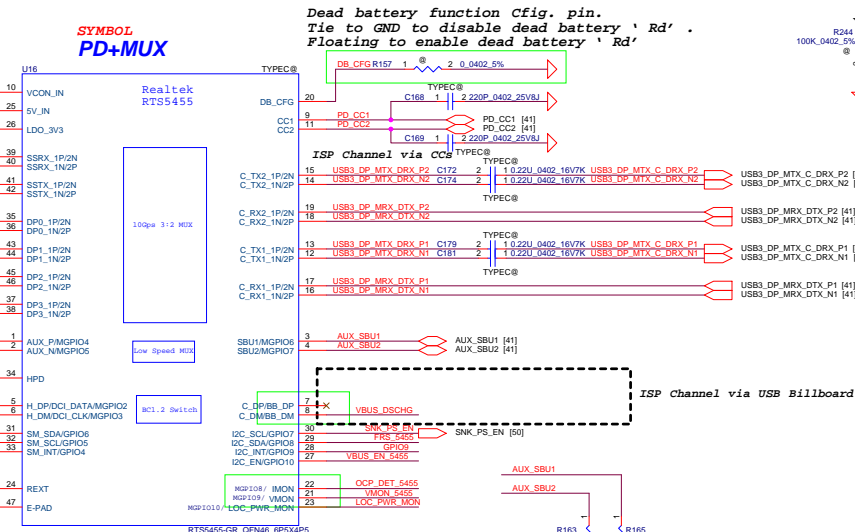 Dead battery function Cfig. pin.
Tie to GND to disable dead battery ‘ Rd’ .
Floating to enable dead battery ‘ Rd’
SYMBOL
PD+MUX
R244
100K_0402_5%
@
U16
TYPEC@
Realtek
RTS5455
10 VCON_IN
25 5V_IN
26 LDO_3V3
39 SSRX_1P/2N
40 SSRX_1N/2P
41 SSTX_1P/2N
42 SSTX_1N/2P
35 DP0_1P/2N
36 DP0_1N/2P
43 DP1_1P/2N
44 DP1_1N/2P
45 DP2_1P/2N
46 DP2_1N/2P
37 DP3_1P/2N
38 DP3_1N/2P
1 AUX_P/MGPIO4
2 AUX_N/MGPIO5
34 HPD
5 H_DP/DCI_DATA/MGPIO2
6 H_DM/DCI_CLK/MGPIO3
31 SM_SDA/GPIO6
32 SM_SCL/GPIO5
33 SM_INT/GPIO4
24 REXT
47 E-PAD
10Gps 3:2 MUX
Low Speed MUX
BC1.2 Switch
DB_CFG 20 DB_CFG R157 1 @ 2 0_0402_5%
TYPEC@
C168 1 2 220P_0402_25V8J
CC1 9 PD_CC1 PD_CC1 [41]
CC2 11 PD_CC2 PD_CC2 [41]
C169 1 2 220P_0402_25V8J
TYPEC@
ISP Channel via CCs
TYPEC@
C_TX2_1P/2N 15 USB3_DP_MTX_DRX_P2 C172 2 1 0.22U_0402_16V7K USB3_DP_MTX_C_DRX_P2 USB3_DP_MTX_C_DRX_P2
C_TX2_1N/2P 14 USB3_DP_MTX_DRX_N2 C174 2 1 0.22U_0402_16V7K USB3_DP_MTX_C_DRX_N2 USB3_DP_MTX_C_DRX_N2
TYPEC@
C_RX2_1P/2N 19 USB3_DP_MRX_DTX_P2 USB3_DP_MRX_DTX_P2 [41]
C_RX2_1N/2P 18 USB3_DP_MRX_DTX_N2 USB3_DP_MRX_DTX_N2 [41]
TYPEC@
C_TX1_1P/2N 13 USB3_DP_MTX_DRX_P1 C179 2 1 0.22U_0402_16V7K USB3_DP_MTX_C_DRX_P1 USB3_DP_MTX_C_DRX_P1
C_TX1_1N/2P 12 USB3_DP_MTX_DRX_N1 C181 2 1 0.22U_0402_16V7K USB3_DP_MTX_C_DRX_N1 USB3_DP_MTX_C_DRX_N1
TYPEC@
C_RX1_1P/2N 17 USB3_DP_MRX_DTX_P1 USB3_DP_MRX_DTX_P1 [41]
C_RX1_1N/2P 16 USB3_DP_MRX_DTX_N1 USB3_DP_MRX_DTX_N1 [41]
SBU1/MGPIO6 3 AUX_SBU1 AUX_SBU1 [41]
SBU2/MGPIO7 4 AUX_SBU2 AUX_SBU2 [41]
ISP Channel via USB Billboard
C_DP/BB_DP 7
C_DM/BB_DM 8 VBUS_DSCHG
I2C_SCL/GPIO7 30 SNK_PS_EN SNK_PS_EN [50]
I2C_SDA/GPIO8 29 FRS_5455
I2C_INT/GPIO9 28 GPIO9
I2C_EN/GPIO10 27 VBUS_EN_5455
MGPIO8/ IMON 22 OCP_DET_5455
MGPIO9/ VMON 21 VMON_5455
MGPIO10/ LOC_PWR_MON 23 LOC_PWR_MON
AUX_SBU1
AUX_SBU2
1 1
R163 R165
RTS5455-GR_QFN46_6P5X4P5